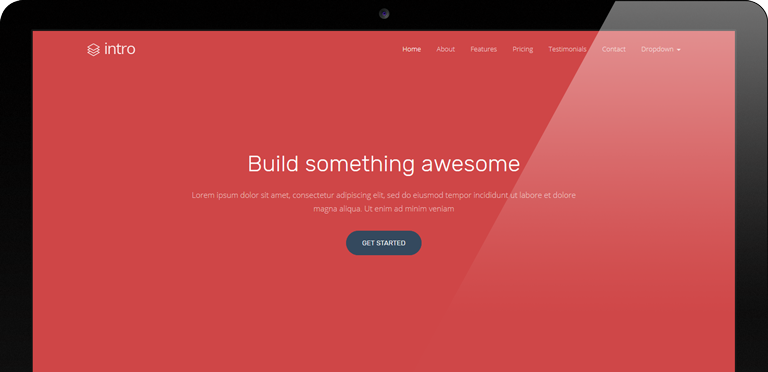 intro
Home About Features Pricing Testimonials Contact Dropdown
Build something awesome
Lorem ipsum dolor sit amet, consectetur adipiscing elit, sed do eiusmod tempor incididunt ut labore et dolore
magna aliqua. Ut enim ad minim veniam
GET STARTED